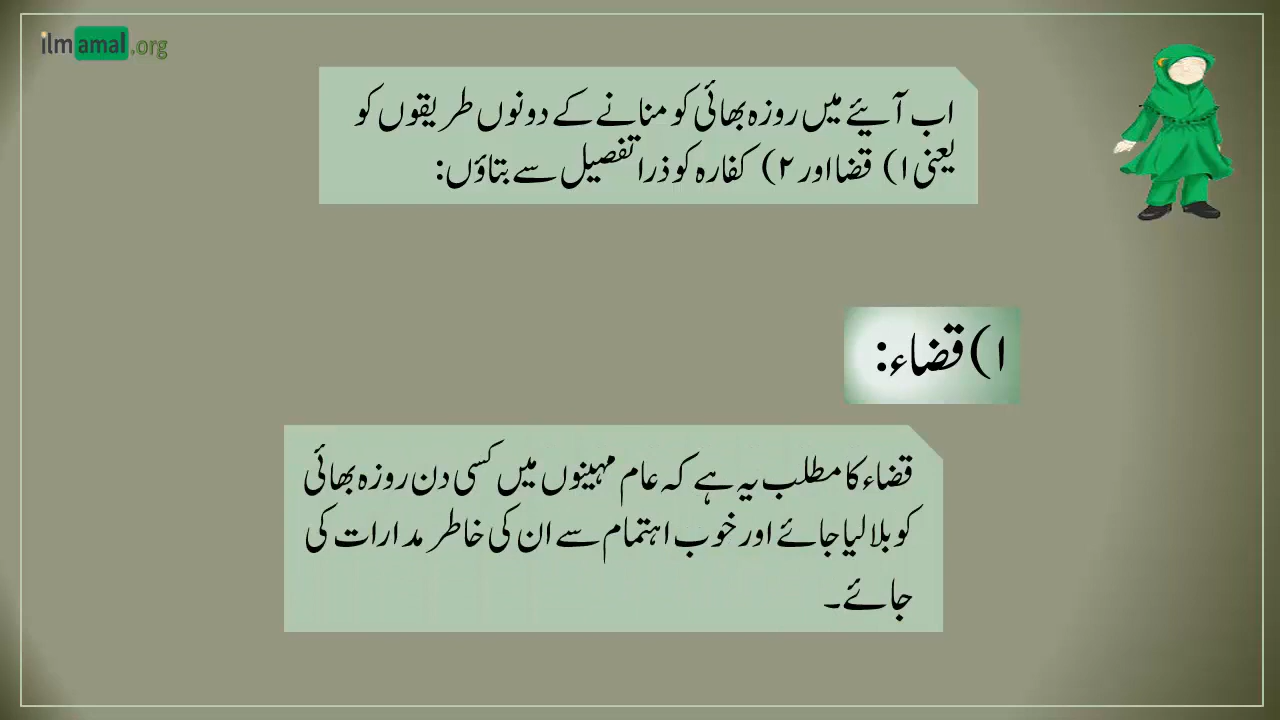 ilmamal.org
اب آیئے میں روزہ بھائی کو منانے کے دونوں طریقوں کو
یعنی ۱) قضا اور ۲) کفارہ کو ذرا تفصیل سے بتاؤں:
۱) قضاء:
قضاء کا مطلب یہ ہے کہ عام مہینوں میں کسی دن روزہ بھائی
کو بلا لیا جائے اور خوب اہتمام سے ان کی خاطر مدارات کی
جائے۔